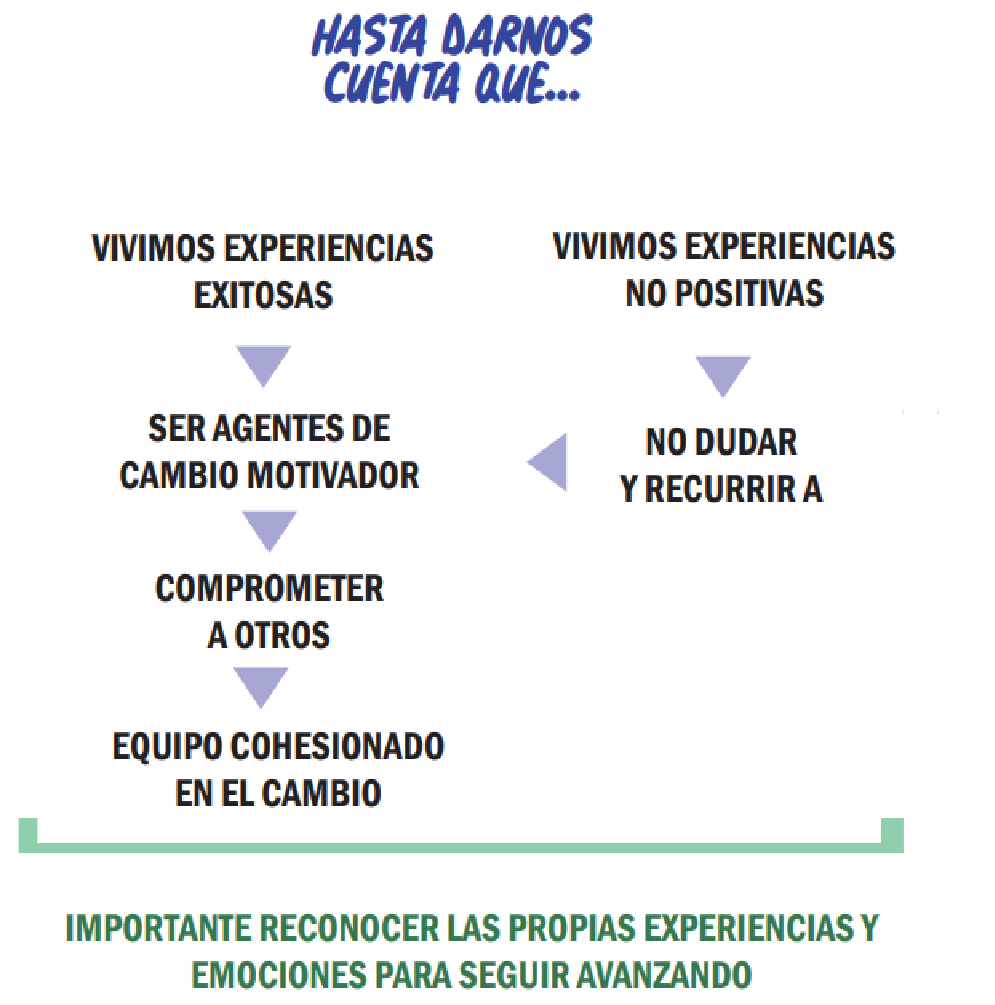 HASTA DARNOS
CUENTA QUE...
VIVIMOS EXPERIENCIAS
EXITOSAS
VIVIMOS EXPERIENCIAS
NO POSITIVAS
SER AGENTES DE
CAMBIO MOTIVADOR
NO DUDAR
Y RECURRIR A
COMPROMETER
A OTROS
EQUIPO COHESIONADO
EN EL CAMBIO
IMPORTANTE RECONOCER LAS PROPIAS EXPERIENCIAS Y
EMOCIONES PARA SEGUIR AVANZANDO